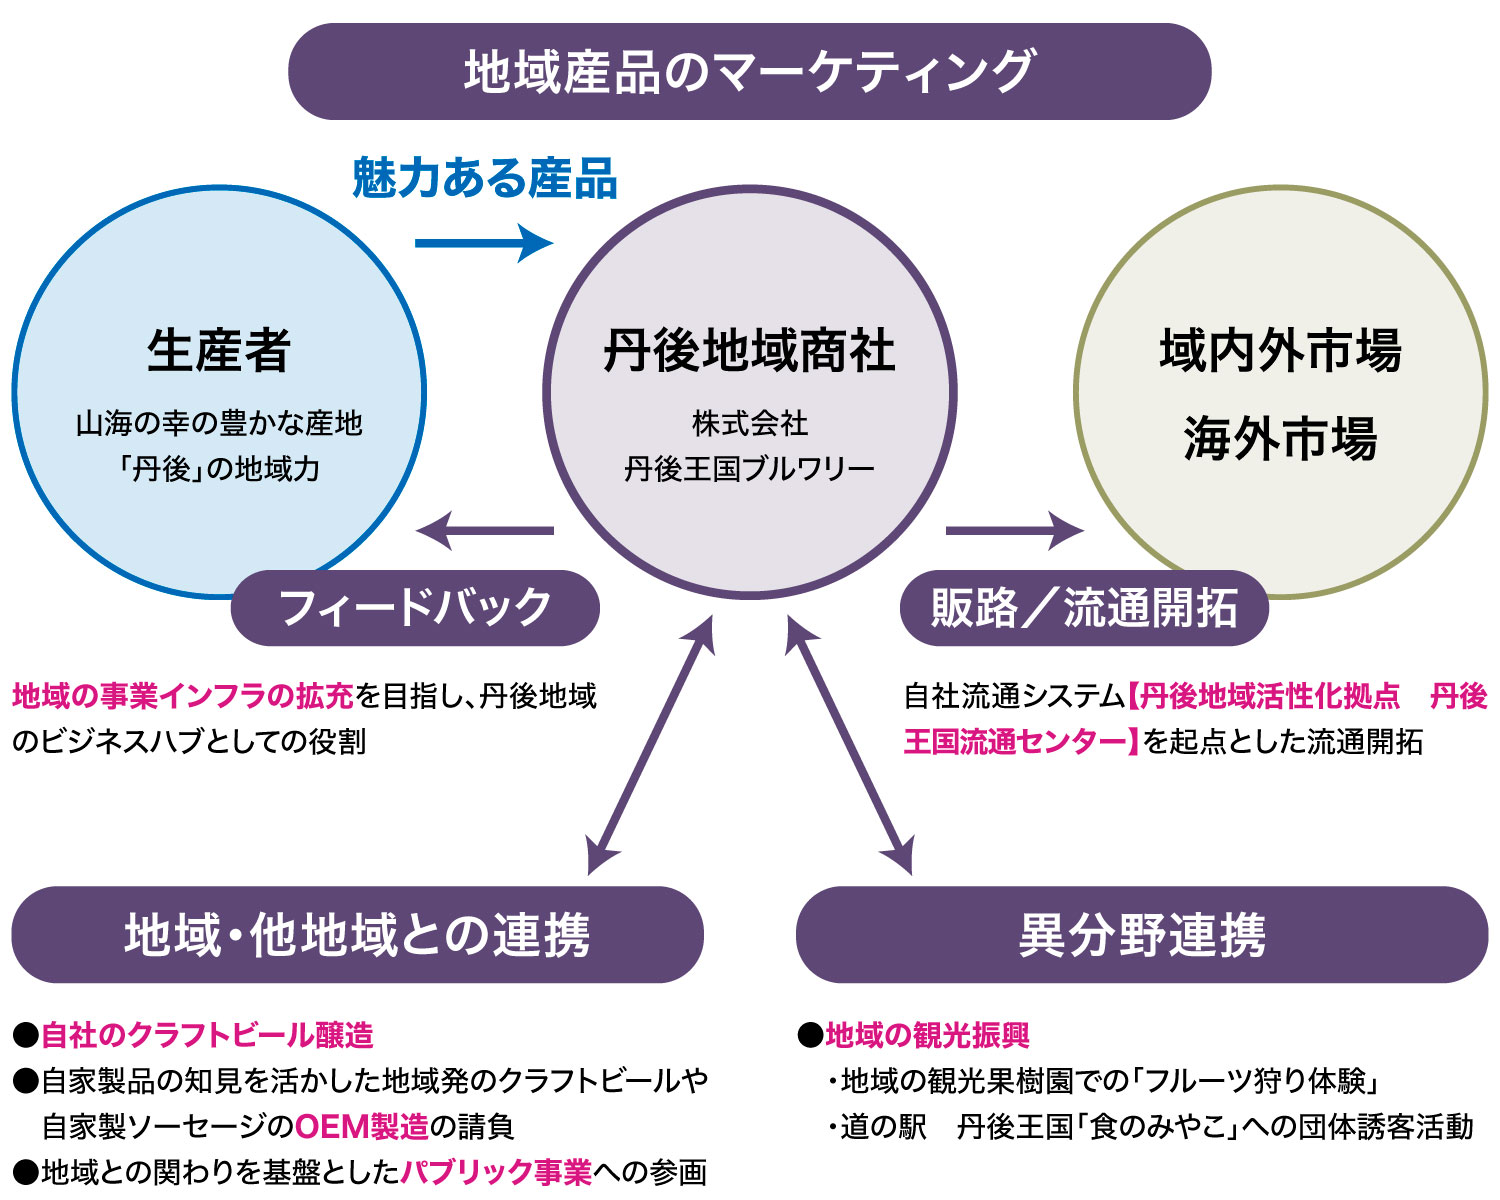 地域産品のマーケティング
魅力ある産品
生産者
山海の幸の豊かな産地
「丹後」の地域力
丹後地域商社
株式会社
丹後王国ブルワリー
域内外市場
海外市場
フィードバック
地域の事業インフラの拡充を目指し、丹後地域
のビジネスハブとしての役割
販路／流通開拓
自社流通システム【丹後地域活性化拠点　丹後
王国流通センター】を起点とした流通開拓
地域・他地域との連携
●自社のクラフトビール醸造
●自家製品の知見を活かした地域発のクラフトビールや
自家製ソーセージのOEM製造の請負
●地域との関わりを基盤としたパブリック事業への参画
異分野連携
●地域の観光振興
・地域の観光果樹園での「フルーツ狩り体験」
・道の駅　丹後王国「食のみやこ」への団体誘客活動